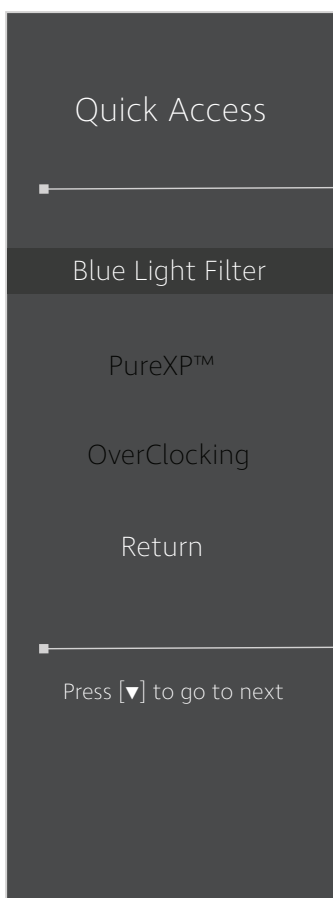 Quick Access
Blue Light Filter
PureXP™
OverClocking
Return
Press [▼] to go to next